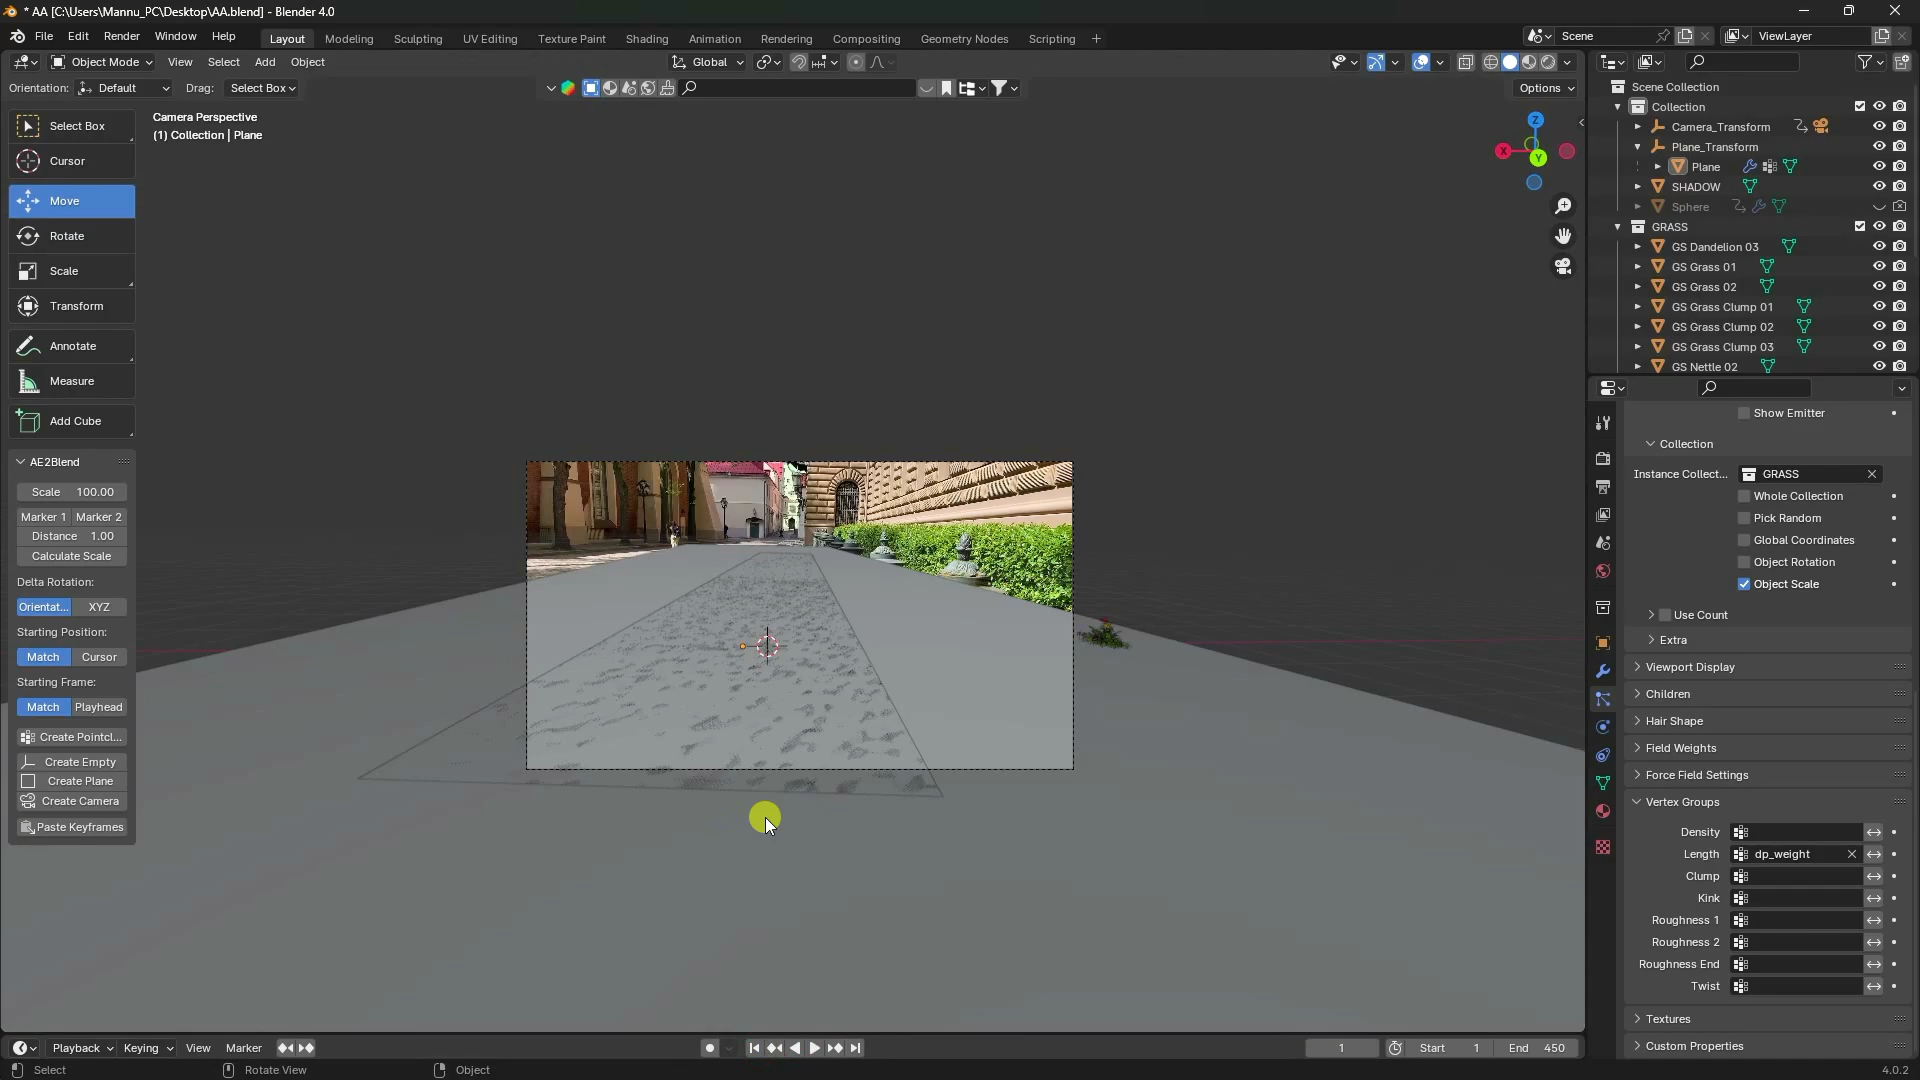 * AA [C:\Users\Mannu_PC\Desktop\AA.blend] - Blender 4.0
File Edit Render Window Help Layout Modeling Sculpting UV Editing Texture Paint Shading Animation Rendering Compositing Geometry Nodes Scripting + Scene ViewLayer
Object Mode View Select Add Object Global
Orientation: Default Drag: Select Box Options
Camera Perspective
(1) Collection | Plane
Select Box
Cursor
Move
Rotate
Scale
Transform
Annotate
Measure
Add Cube
AE2Blend
Scale 100.00
Marker 1 Marker 2
Distance 1.00
Calculate Scale
Delta Rotation:
Orientat... XYZ
Starting Position:
Match Cursor
Starting Frame:
Match Playhead
Create Pointcl...
Create Empty
Create Plane
Create Camera
Paste Keyframes
Z
X
Y
Scene Collection
Collection
Camera_Transform
Plane_Transform
Plane
SHADOW
Sphere
GRASS
GS Dandelion 03
GS Grass 01
GS Grass 02
GS Grass Clump 01
GS Grass Clump 02
GS Grass Clump 03
GS Nettle 02
Show Emitter
Collection
Instance Collect... GRASS
Whole Collection
Pick Random
Global Coordinates
Object Rotation
Object Scale
Use Count
Extra
Viewport Display
Children
Hair Shape
Field Weights
Force Field Settings
Vertex Groups
Density
Length dp_weight
Clump
Kink
Roughness 1
Roughness 2
Roughness End
Twist
Textures
Custom Properties
Playback Keying View Marker 1 Start 1 End 450
Select Rotate View Object 4.0.2